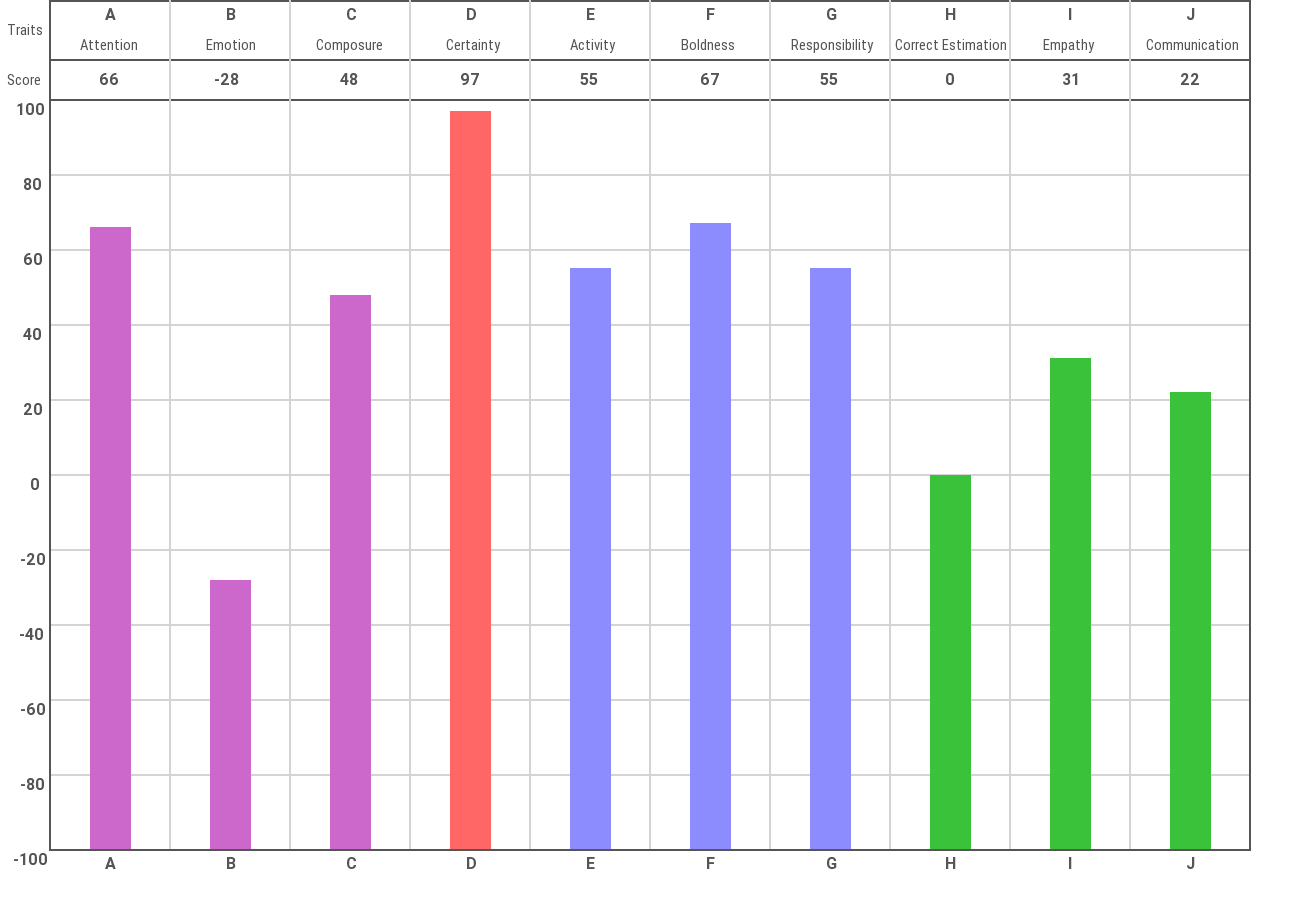 Traits A B C D E F G H I J
Attention Emotion Composure Certainty Activity Boldness Responsibility Correct Estimation Empathy Communication
Score 66 -28 48 97 55 67 55 0 31 22
100
80
60
40
20
0
-20
-40
-60
-80
-100
A B C D E F G H I J